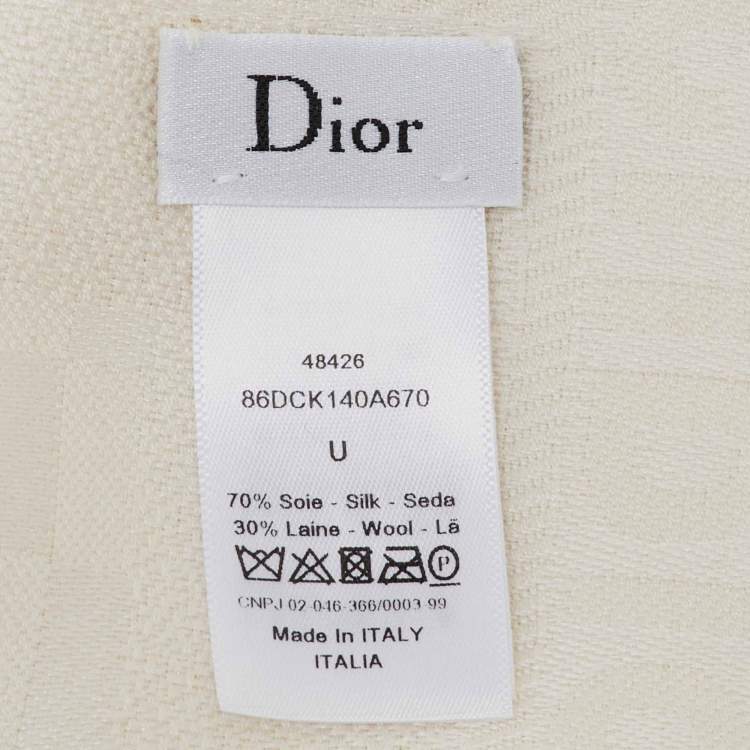 Dior
48426
86DCK140A670
U
70% Soie - Silk - Seda
30% Laine - Wool - Lä
P
CNPJ 02-046-366/0003-99
Made In ITALY
ITALIA